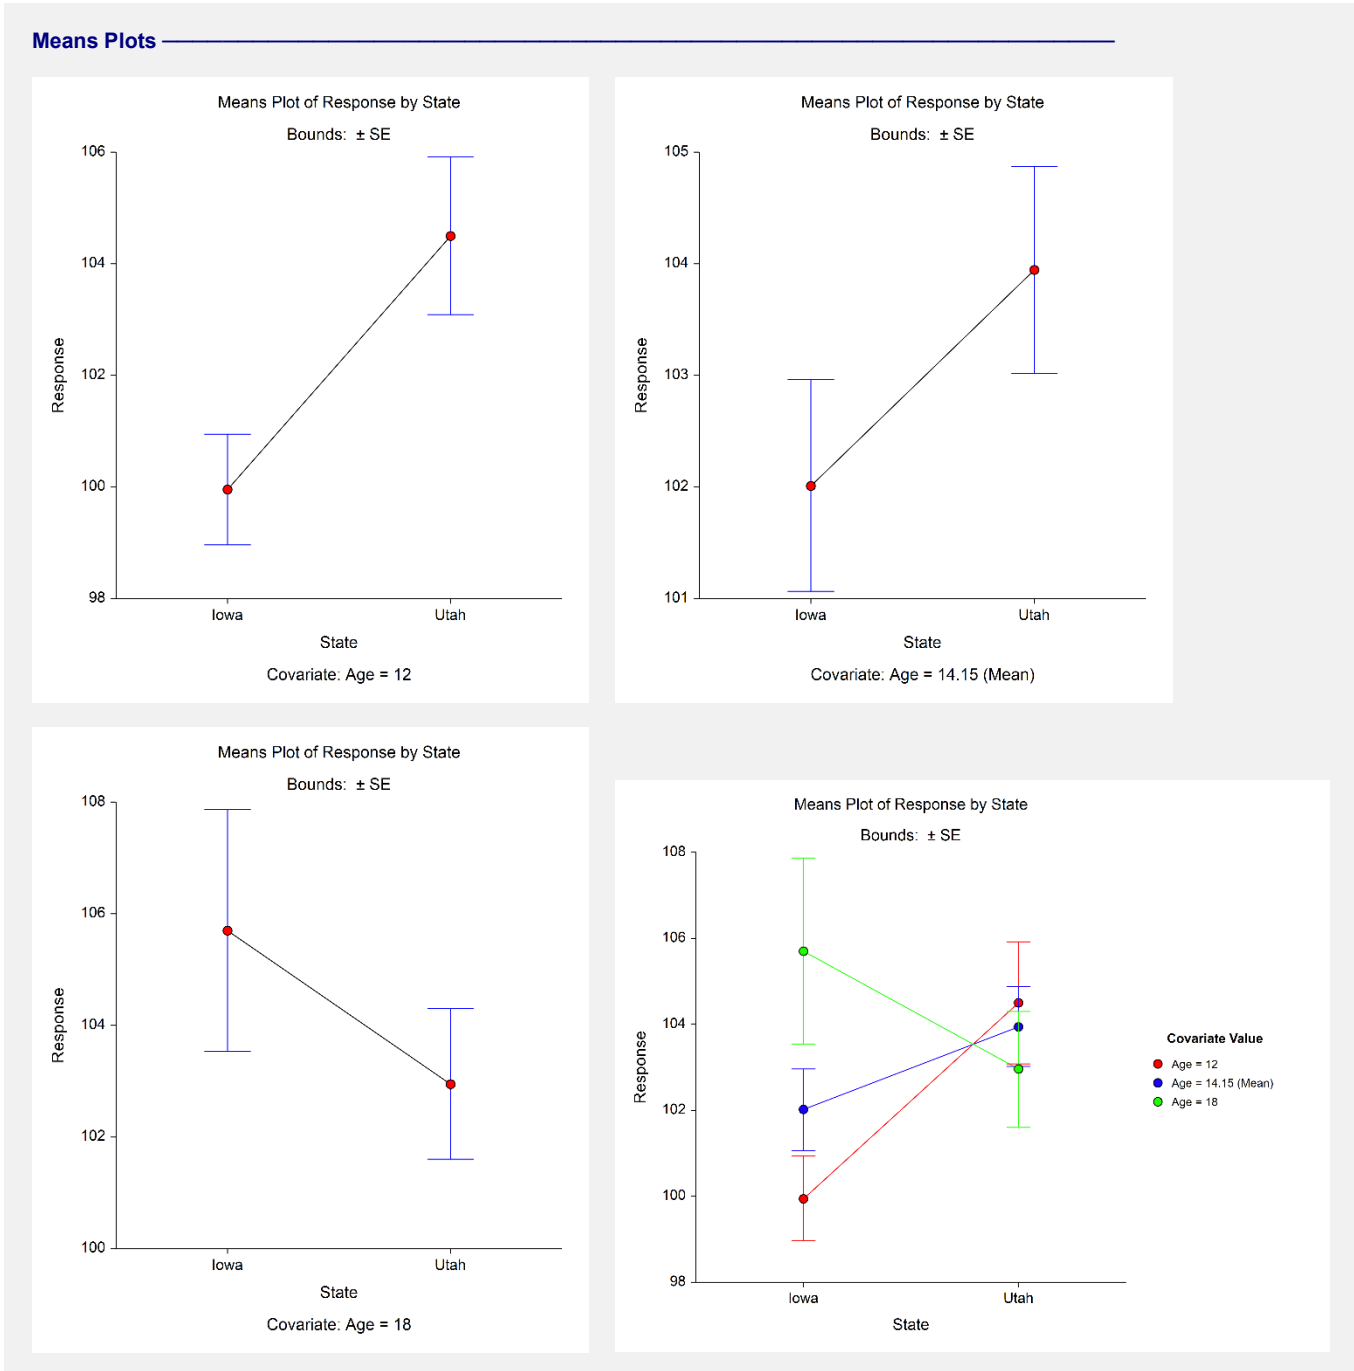 Means Plots
Means Plot of Response by State
Bounds: ± SE
106
104
102
100
98
Response
Iowa
Utah
State
Covariate: Age = 12
Means Plot of Response by State
Bounds: ± SE
105
104
103
102
101
Response
Iowa
Utah
State
Covariate: Age = 14.15 (Mean)
Means Plot of Response by State
Bounds: ± SE
108
106
104
102
100
Response
Iowa
Utah
State
Covariate: Age = 18
Means Plot of Response by State
Bounds: ± SE
108
106
104
102
100
98
Response
Iowa
Utah
State
Covariate Value
Age = 12
Age = 14.15 (Mean)
Age = 18